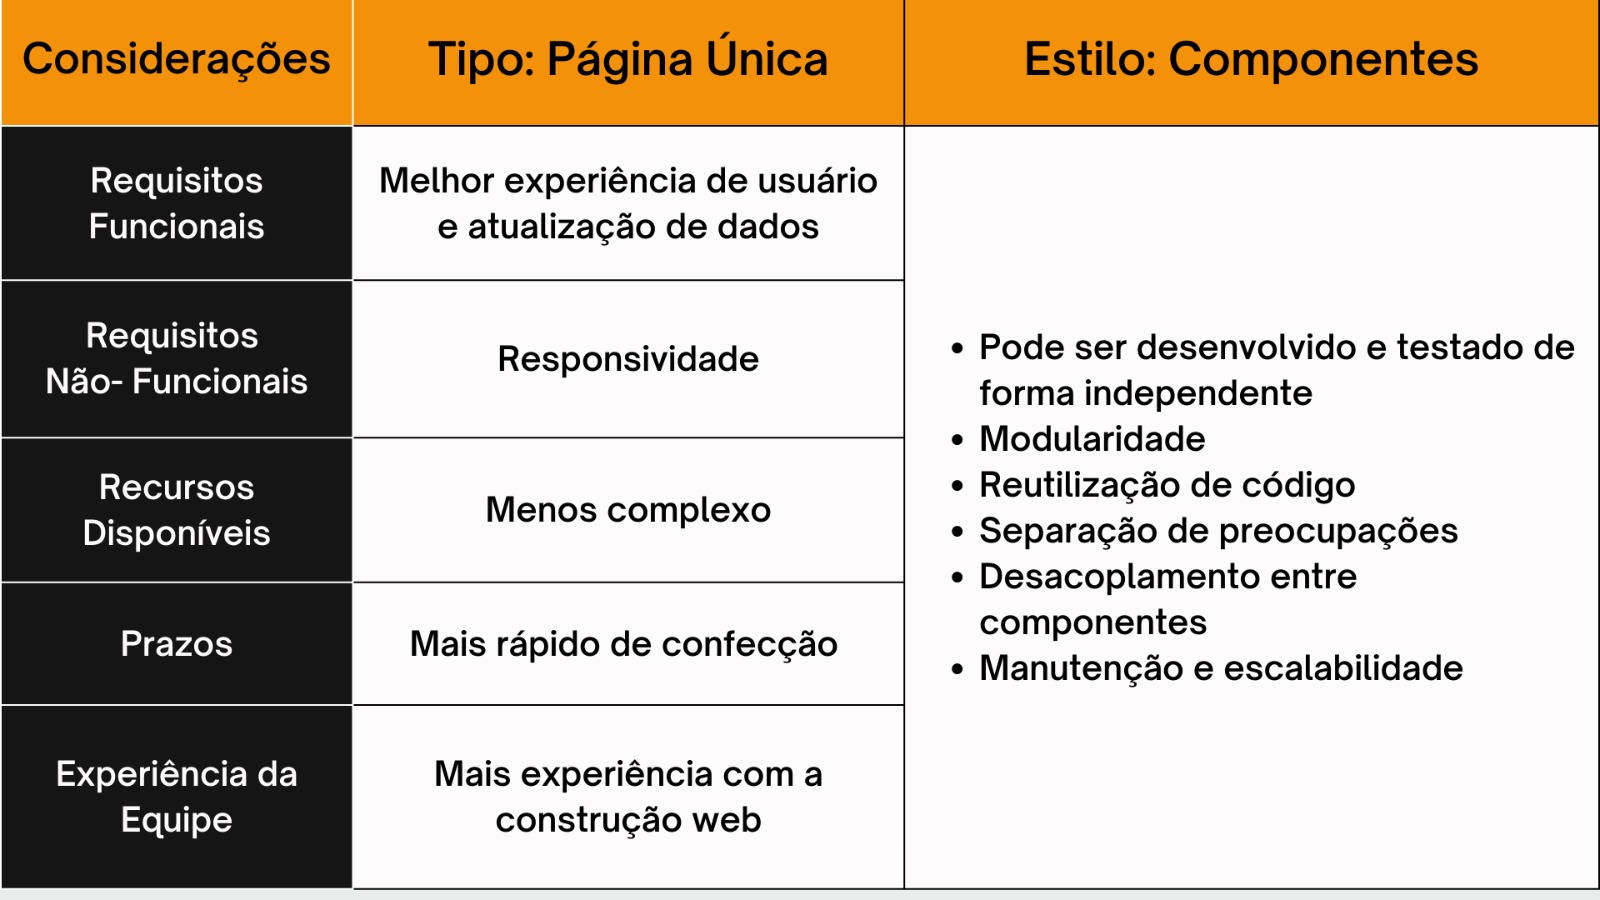 Considerações
Tipo: Página Única
Estilo: Componentes
Requisitos
Funcionais
Melhor experiência de usuário
e atualização de dados
Requisitos
Não- Funcionais
Responsividade
Recursos
Disponíveis
Menos complexo
Prazos
Mais rápido de confecção
Experiência da
Equipe
Mais experiência com a
construção web
• Pode ser desenvolvido e testado de
forma independente
• Modularidade
• Reutilização de código
• Separação de preocupações
• Desacoplamento entre
componentes
• Manutenção e escalabilidade